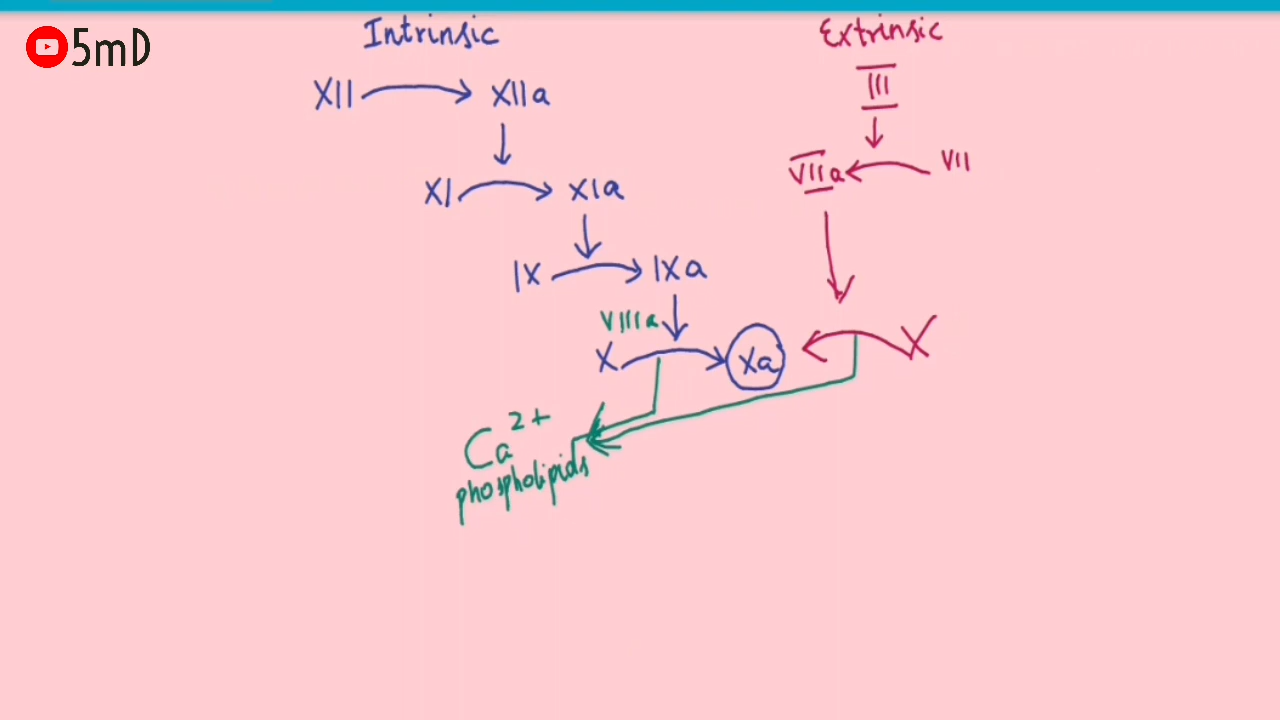 5mD
Intrinsic Extrinsic
XII XIIa
III
XI XIa
VIIa VII
IX IXa
VIIIa
X Xa X
Ca2+
phospholipids